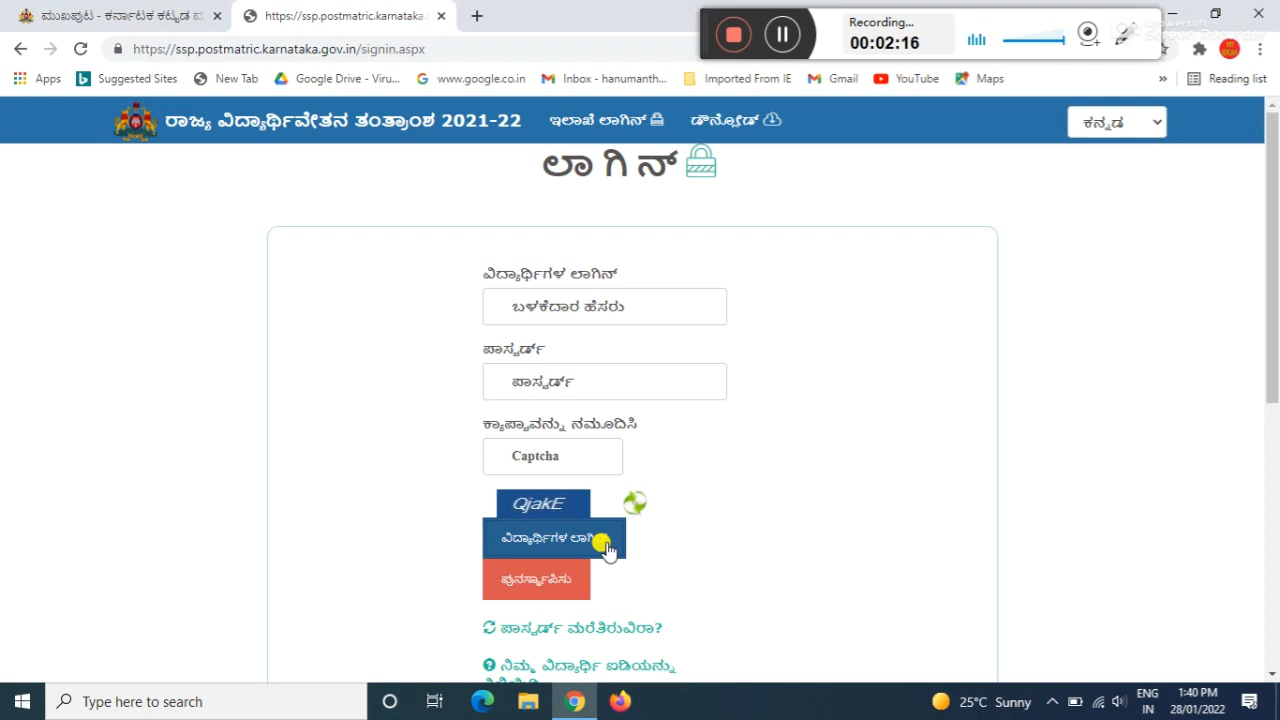 ಮುಖಪುಟ - ಕರ್ನಾಟಕ ಕಟ್ಟಡ ಮ
https://ssp.postmatric.karnataka.
Recording...
00:02:16
https://ssp.postmatric.karnataka.gov.in/signin.aspx
Apps
Suggested Sites
New Tab
Google Drive - Viru...
www.google.co.in
Inbox - hanumanth...
Imported From IE
Gmail
YouTube
Maps
»
Reading list
ರಾಜ್ಯ ವಿದ್ಯಾರ್ಥಿವೇತನ ತಂತ್ರಾಂಶ 2021-22
ಇಲಾಖೆ ಲಾಗಿನ್
ಡೌನ್ಲೋಡ್
ಕನ್ನಡ
ಲಾಗಿನ್
ವಿದ್ಯಾರ್ಥಿಗಳ ಲಾಗಿನ್
ಬಳಕೆದಾರ ಹೆಸರು
ಪಾಸ್ವರ್ಡ್
ಪಾಸ್ವರ್ಡ್
ಕ್ಯಾಪ್ಚಾವನ್ನು ನಮೂದಿಸಿ
Captcha
QjakE
ವಿದ್ಯಾರ್ಥಿಗಳ
ಪುನರ್ಸ್ಥಾಪಿಸು
ಪಾಸ್ವರ್ಡ್ ಮರೆತಿರುವಿರಾ?
ನಿಮ್ಮ ವಿದ್ಯಾರ್ಥಿ ಐಡಿಯನ್ನು
Type here to search
25°C Sunny
ENG
IN
1:40 PM
28/01/2022